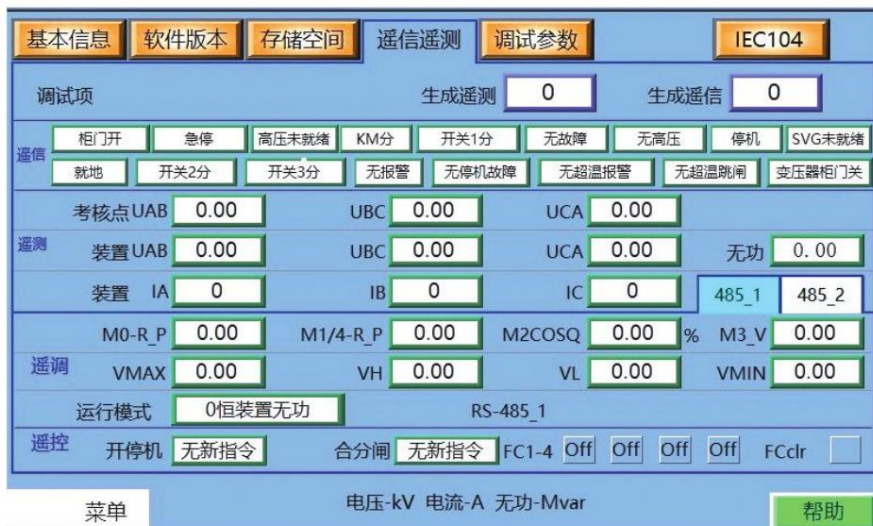 基本信息 软件版本 存储空间 遥信遥测 调试参数 IEC104
调试项 生成遥测 0 生成遥信 0
遥信
柜门开 急停 高压未就绪 KM分 开关1分 无故障 无高压 停机 SVG未就绪
就地 开关2分 开关3分 无报警 无停机故障 无超温报警 无超温跳闸 变压器柜门关
遥测
考核点UAB 0.00 UBC 0.00 UCA 0.00
装置UAB 0.00 UBC 0.00 UCA 0.00 无功 0.00
装置 IA 0 IB 0 IC 0 485_1 485_2
遥调
M0-R_P 0.00 M1/4-R_P 0.00 M2COSQ 0.00 % M3_V 0.00
VMAX 0.00 VH 0.00 VL 0.00 VMIN 0.00
运行模式 0恒装置无功 RS-485_1
遥控
开停机 无新指令 合分闸 无新指令 FC1-4 Off Off Off Off FCclr
菜单 电压-kV 电流-A 无功-Mvar 帮助